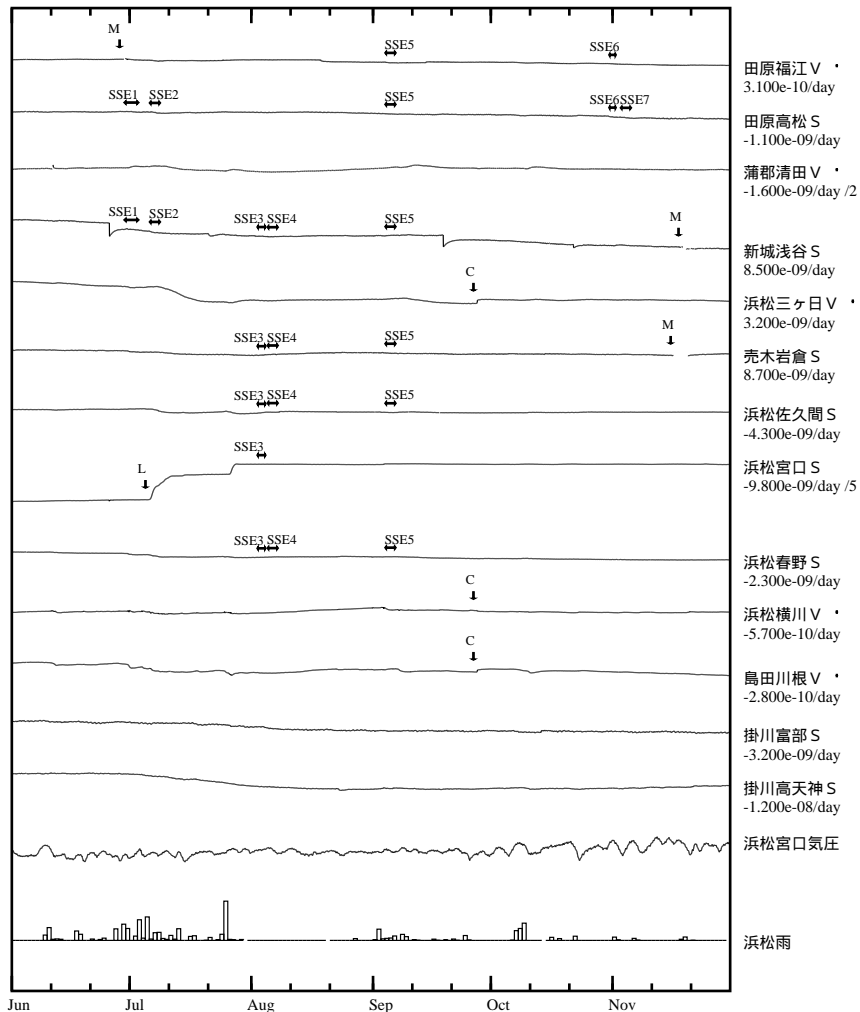 M
SSE5
SSE6
田原福江V
3.100e-10/day
SSE1 SSE2
SSE5
SSE6 SSE7
田原高松S
-1.100e-09/day
蒲郡清田V
-1.600e-09/day /2
SSE1 SSE2
SSE3 SSE4
SSE5
M
新城浅谷S
8.500e-09/day
C
浜松三ヶ日V
3.200e-09/day
SSE3 SSE4
SSE5
M
売木岩倉S
8.700e-09/day
SSE3 SSE4
SSE5
浜松佐久間S
-4.300e-09/day
SSE3
L
浜松宮口S
-9.800e-09/day /5
SSE3 SSE4
SSE5
浜松春野S
-2.300e-09/day
C
浜松横川V
-5.700e-10/day
C
島田川根V
-2.800e-10/day
掛川富部S
-3.200e-09/day
掛川高天神S
-1.200e-08/day
浜松宮口気圧
浜松雨
Jun Jul Aug Sep Oct Nov